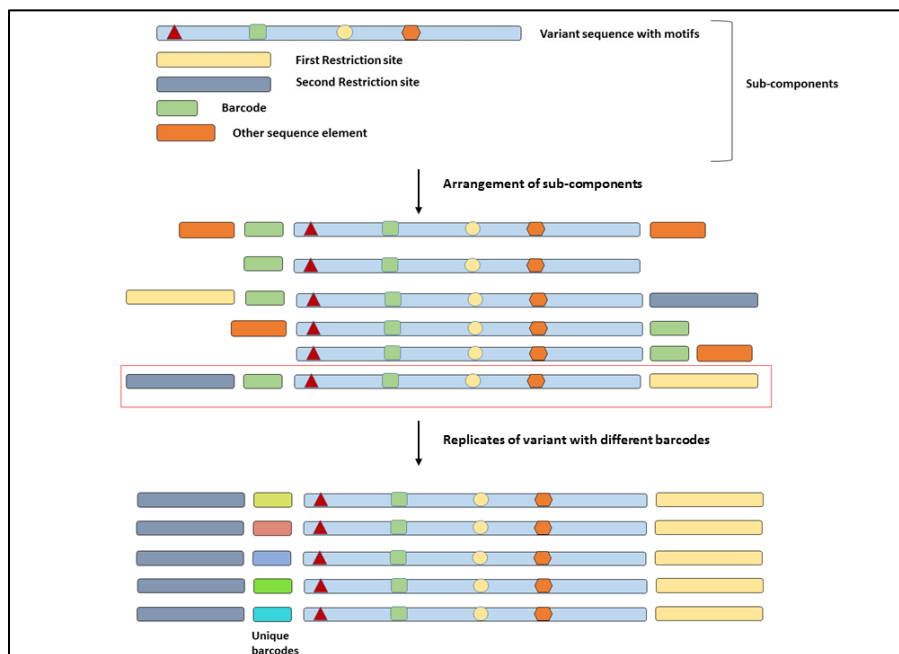 Variant sequence with motifs
First Restriction site
Second Restriction site
Sub-components
Barcode
Other sequence element
Arrangement of sub-components
Replicates of variant with different barcodes
Unique
barcodes